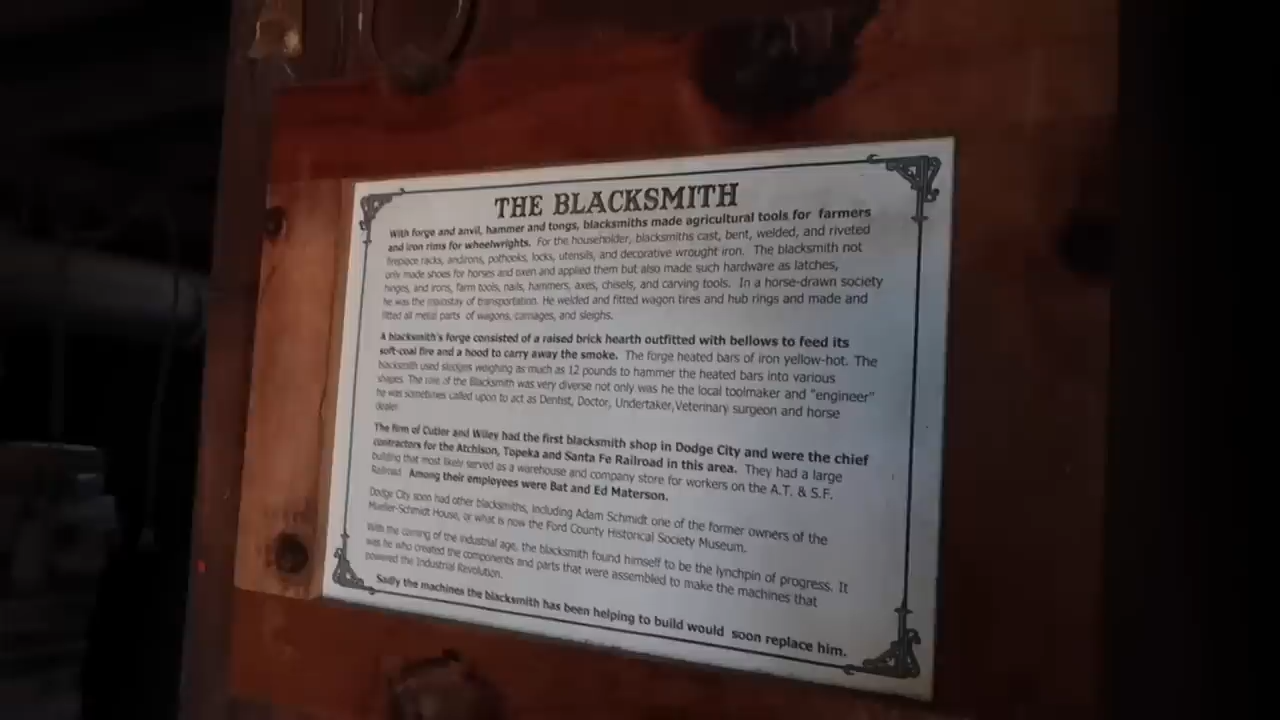 THE BLACKSMITH
With forge and anvil, hammer and tongs, blacksmiths made agricultural tools for farmers
and iron rims for wheelwrights. For the householder, blacksmiths cast, bent, welded, and riveted
fireplace racks, andirons, pothooks, locks, utensils, and decorative wrought iron. The blacksmith not
only made shoes for horses and oxen and applied them but also made such hardware as latches,
hinges, and irons, farm tools, nails, hammers, axes, chisels, and carving tools. In a horse-drawn society
he was the mainstay of transportation. He welded and fitted wagon tires and hub rings and made and
fitted all metal parts of wagons, carriages, and sleighs.
A blacksmith's forge consisted of a raised brick hearth outfitted with bellows to feed its
soft-coal fire and a hood to carry away the smoke. The forge heated bars of iron yellow-hot. The
blacksmith used sledges weighing as much as 12 pounds to hammer the heated bars into various
shapes. The role of the Blacksmith was very diverse not only was he the local toolmaker and "engineer"
he was sometimes called upon to act as Dentist, Doctor, Undertaker,Veterinary surgeon and horse
dealer
The firm of Cutler and Wiley had the first blacksmith shop in Dodge City and were the chief
contractors for the Atchison, Topeka and Santa Fe Railroad in this area. They had a large
building that most likely served as a warehouse and company store for workers on the A.T. & S.F.
Railroad. Among their employees were Bat and Ed Materson.
Dodge City soon had other blacksmiths, including Adam Schmidt one of the former owners of the
Mueller-Schmidt House, or what is now the Ford County Historical Society Museum.
With the coming of the industrial age, the blacksmith found himself to be the lynchpin of progress. It
was he who created the components and parts that were assembled to make the machines that
powered the Industrial Revolution.
Sadly the machines the blacksmith has been helping to build would soon replace him.